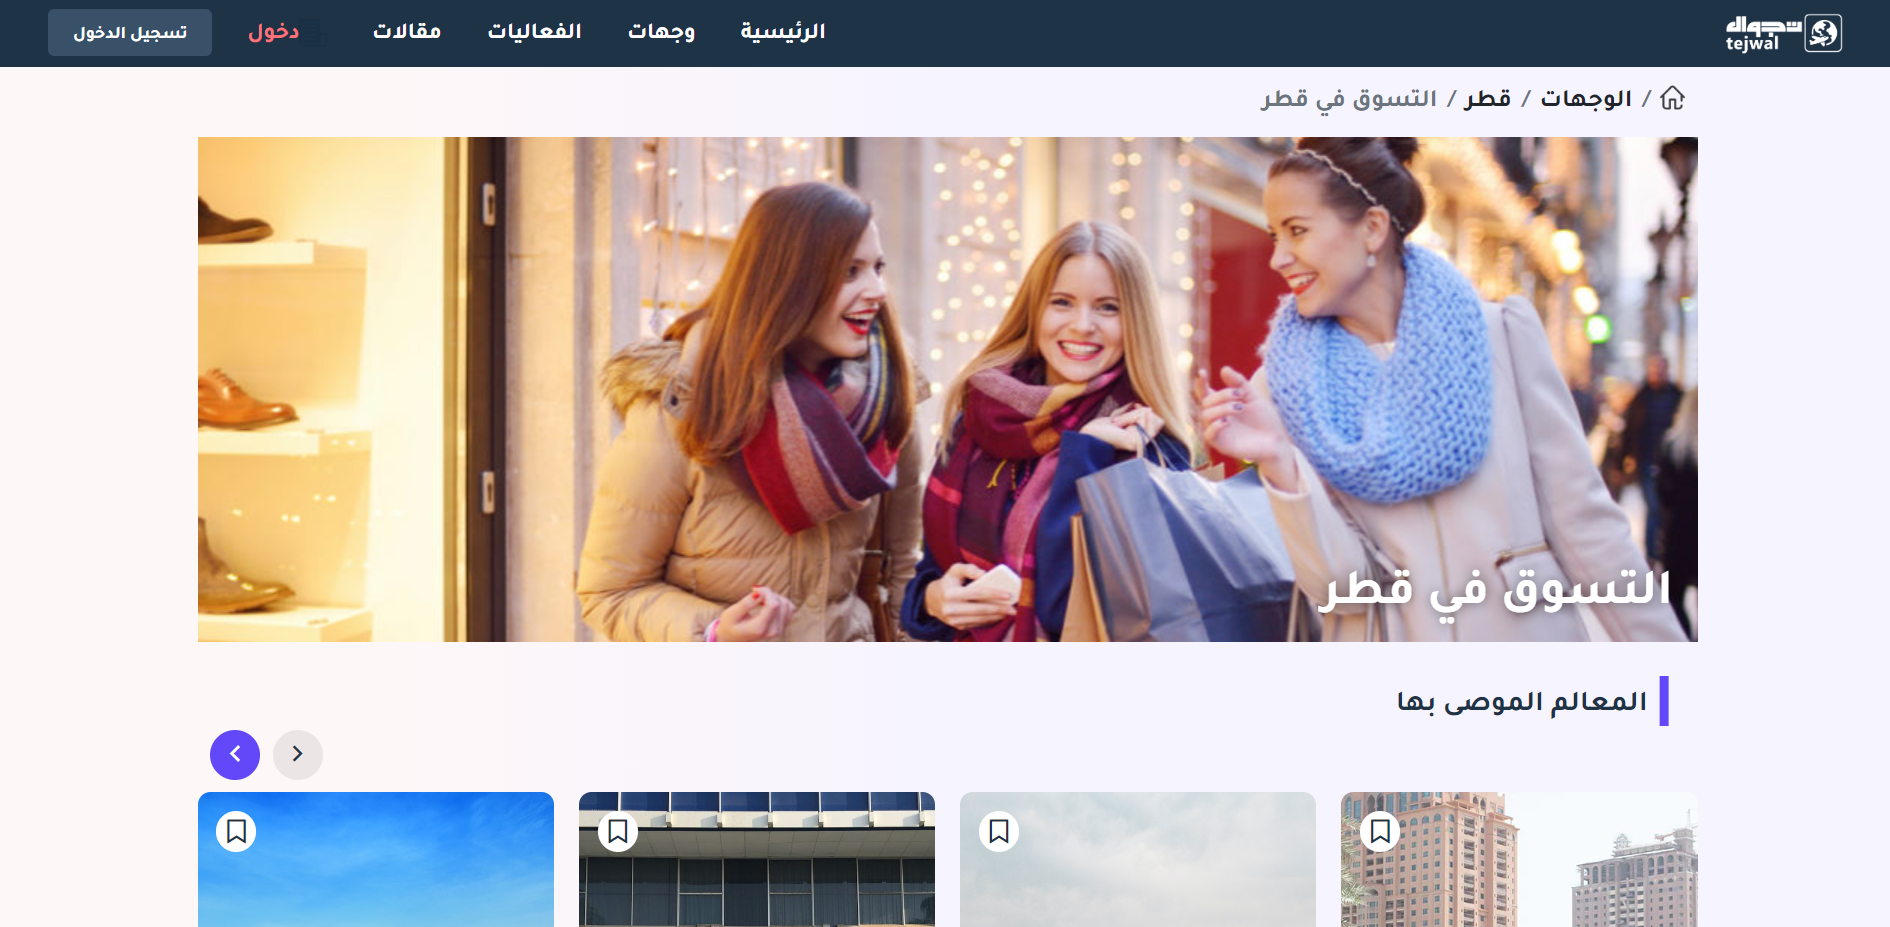 تجوال
tejwal
الرئيسية
وجهات
الفعاليات
مقالات
دخول
تسجيل الدخول
/ الوجهات / قطر / التسوق في قطر
التسوق في قطر
المعالم الموصى بها